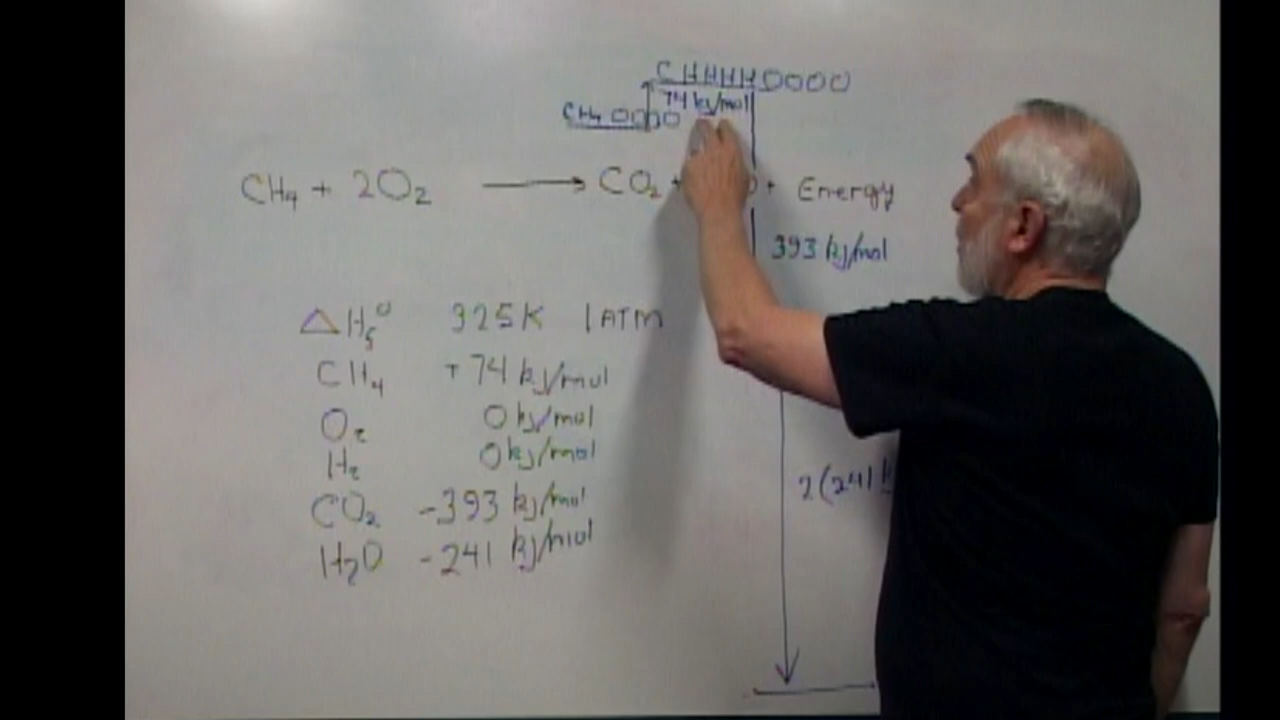 CHHHHOOOO
74 kj/mol
CH4 OOOO
CH4 + 2O2 → CO2 + O + Energy
393 kj/mol
△Hf° 325K 1ATM
CH4 +74 kj/mol
O2 0 kj/mol
H2 0 kj/mol
CO2 -393 kj/mol
2(241 k
H2O -241 kj/mol